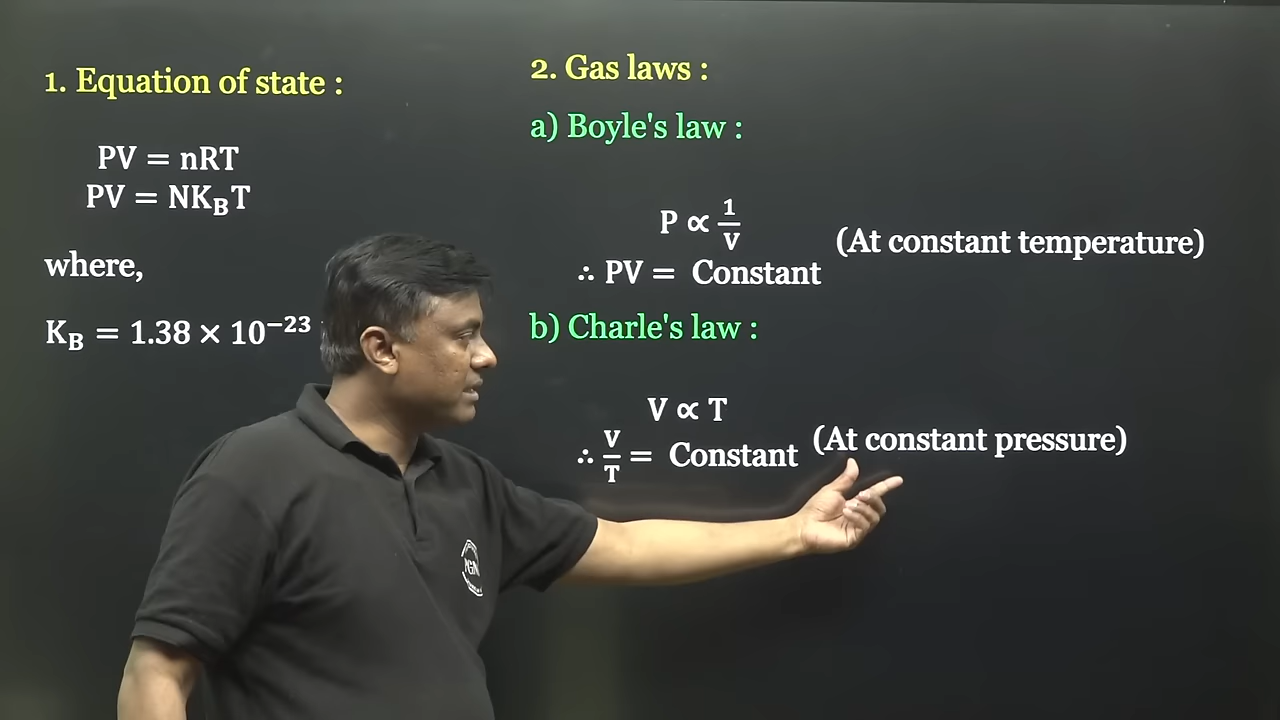 1. Equation of state :
PV = nRT
PV = NK_BT
where,
K_B = 1.38 × 10⁻²³
2. Gas laws :
a) Boyle's law :
P ∝ 1/V
∴ PV = Constant (At constant temperature)
b) Charle's law :
V ∝ T
∴ V/T = Constant (At constant pressure)